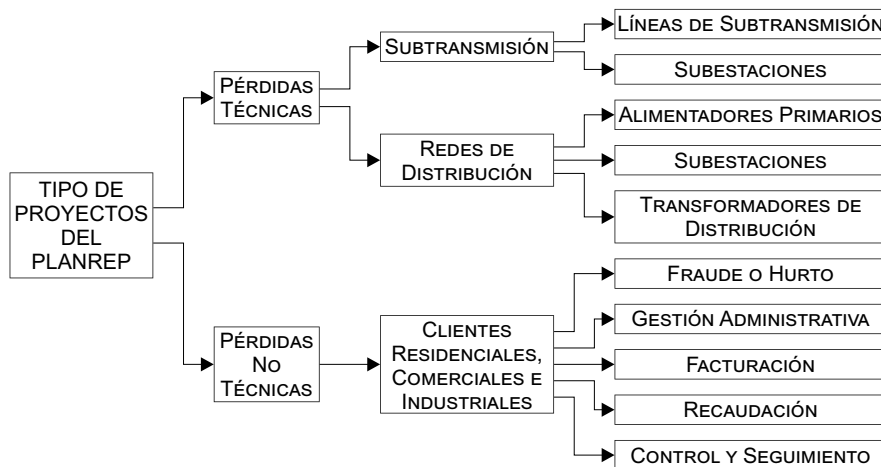 TIPO DE
PROYECTOS
DEL
PLANREP
PÉRDIDAS
TÉCNICAS
SUBTRANSMISIÓN
LÍNEAS DE SUBTRANSMISIÓN
SUBESTACIONES
REDES DE
DISTRIBUCIÓN
ALIMENTADORES PRIMARIOS
SUBESTACIONES
TRANSFORMADORES DE
DISTRIBUCIÓN
PÉRDIDAS
NO
TÉCNICAS
CLIENTES
RESIDENCIALES,
COMERCIALES E
INDUSTRIALES
FRAUDE O HURTO
GESTIÓN ADMINISTRATIVA
FACTURACIÓN
RECAUDACIÓN
CONTROL Y SEGUIMIENTO